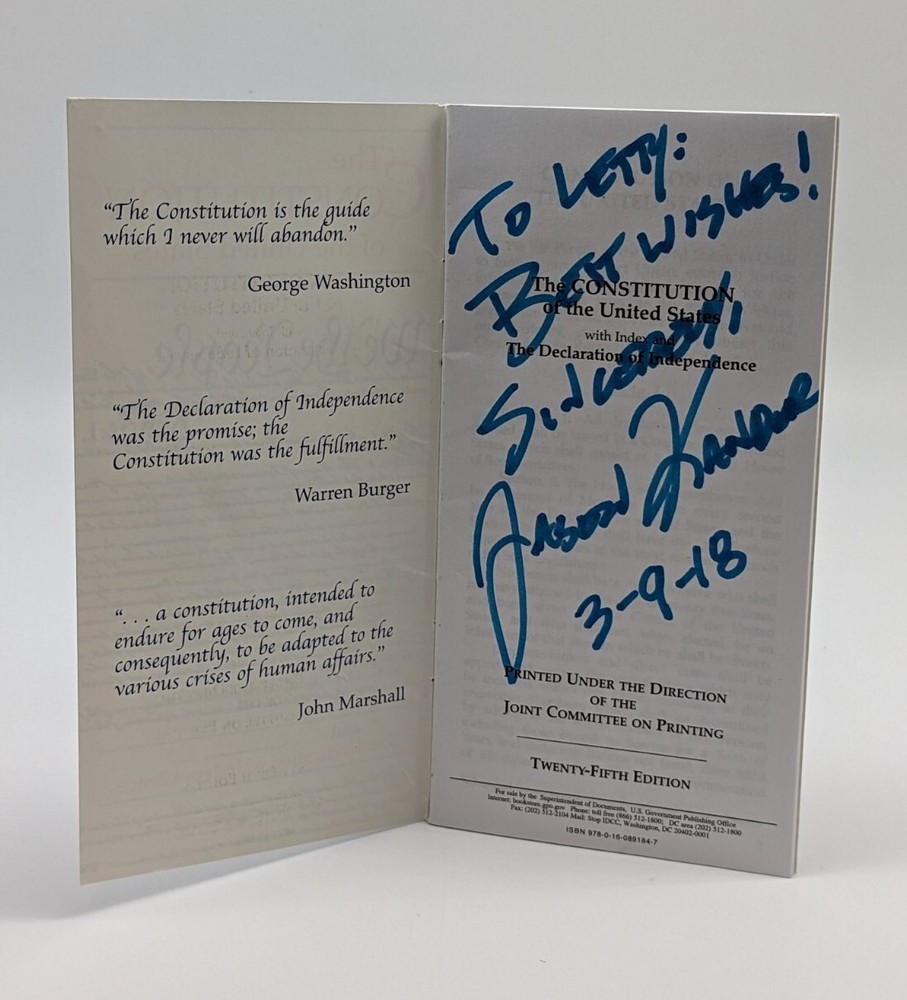 “The Constitution is the guide
which I never will abandon.”
George Washington
“The Declaration of Independence
was the promise; the
Constitution was the fulfillment.”
Warren Burger
“. . . a constitution, intended to
endure for ages to come, and
consequently, to be adapted to the
various crises of human affairs.”
John Marshall
TO LETTY:
BEST WISHES!
The CONSTITUTION
of the United States
with Index and
The Declaration of Independence
SINCERELY,
JASON KANDER
3-9-18
PRINTED UNDER THE DIRECTION
OF THE
JOINT COMMITTEE ON PRINTING
TWENTY-FIFTH EDITION
For sale by the Superintendent of Documents, U.S. Government Publishing Office
Internet: bookstore.gpo.gov Phone: toll free (866) 512-1800; DC area (202) 512-1800
Fax: (202) 512-2104 Mail: Stop IDCC, Washington, DC 20402-0001
ISBN 978-0-16-089184-7